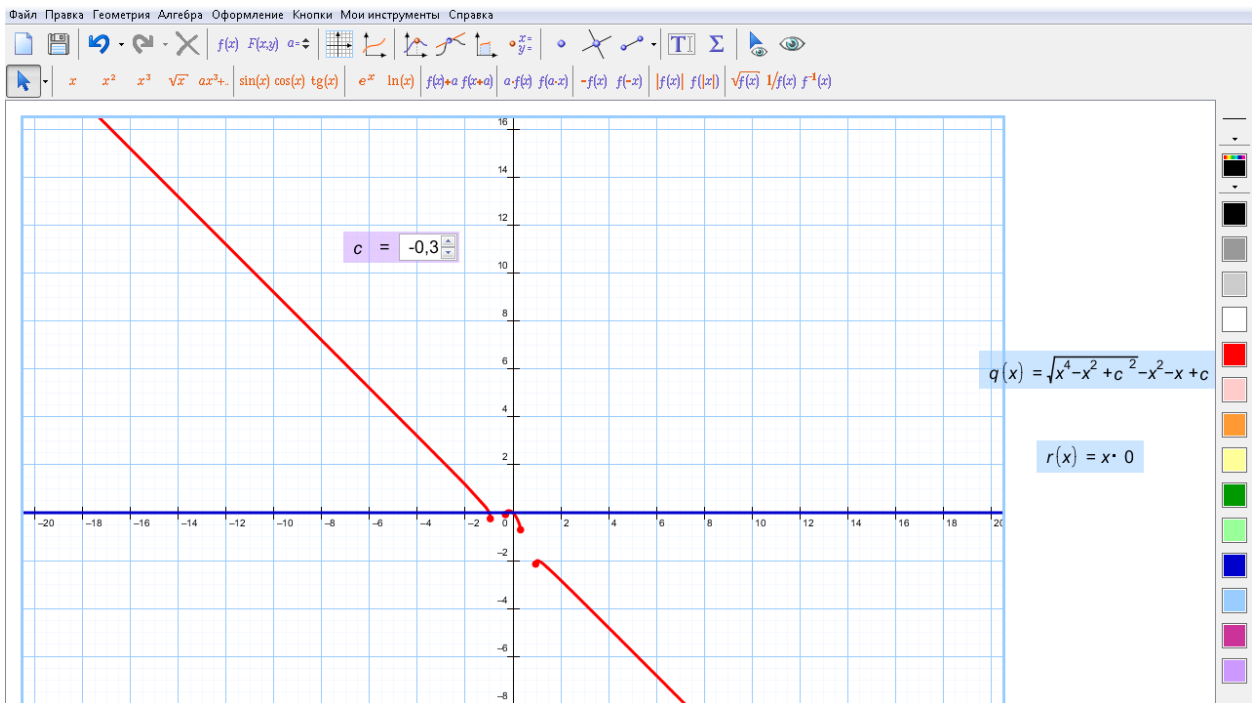 Файл Правка Геометрия Алгебра Оформление Кнопки Мои инструменты Справка
f(x) F(x,y) a= x= y= T Σ
x x² x³ √x ax³+.. sin(x) cos(x) tg(x) eˣ ln(x) f(x)+a f(x+a) a·f(x) f(a·x) -f(x) f(-x) |f(x)| f(|x|) √f(x) 1/f(x) f⁻¹(x)
16
14
12
c = -0,3
10
8
6
q(x) = √(x⁴−x²+c²)−x²−x+c
4
2
r(x) = x· 0
−20 −18 −16 −14 −12 −10 −8 −6 −4 −2 0 2 4 6 8 10 12 14 16 18 20
−2
−4
−6
−8